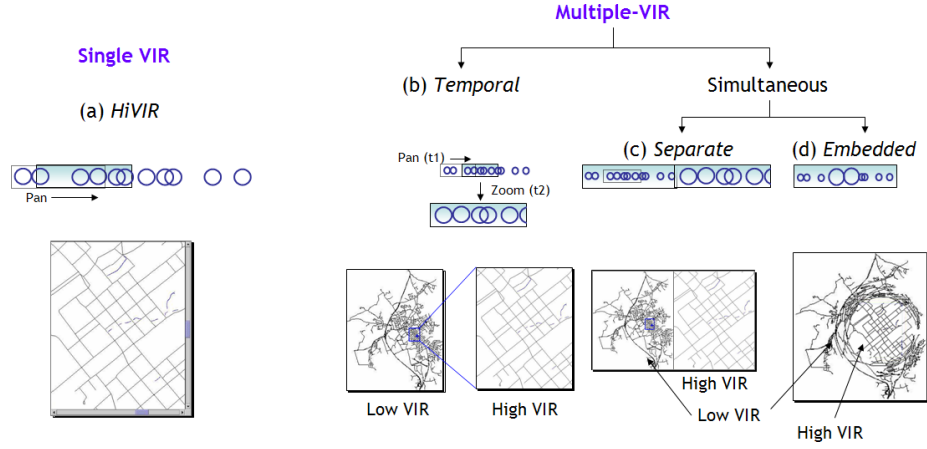 Multiple-VIR
Single VIR
(b) Temporal
Simultaneous
(a) HiVIR
Pan (t1)
(c) Separate
(d) Embedded
Pan
Zoom (t2)
Low VIR
High VIR
High VIR
Low VIR
High VIR